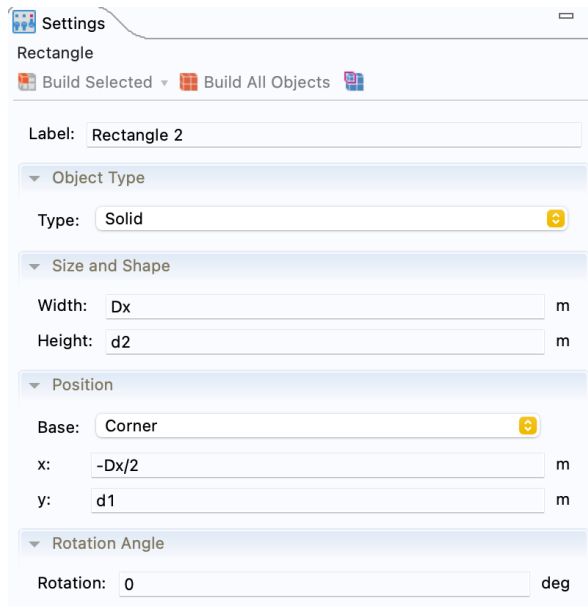 Settings
Rectangle
Build Selected Build All Objects
Label: Rectangle 2
Object Type
Type: Solid
Size and Shape
Width: Dx m
Height: d2 m
Position
Base: Corner
x: -Dx/2 m
y: d1 m
Rotation Angle
Rotation: 0 deg